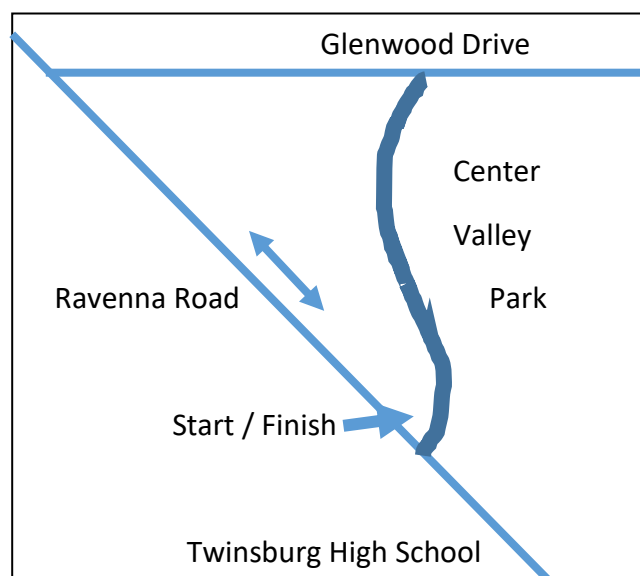 Glenwood Drive
Center
Valley
Park
Ravenna Road
Start / Finish
Twinsburg High School